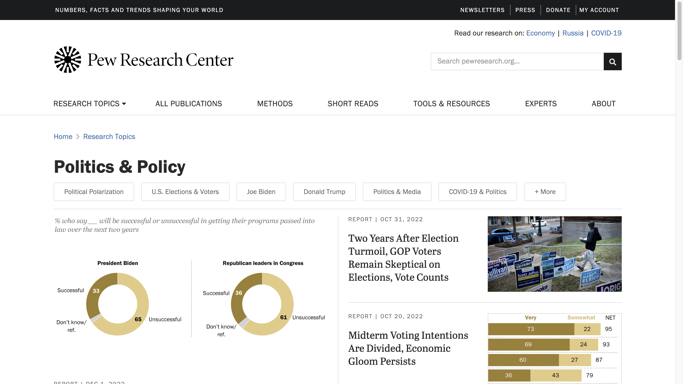 NUMBERS, FACTS AND TRENDS SHAPING YOUR WORLD
NEWSLETTERS
PRESS
DONATE
MY ACCOUNT
Read our research on: Economy | Russia | COVID-19
Pew Research Center
Search pewresearch.org...
RESEARCH TOPICS
ALL PUBLICATIONS
METHODS
SHORT READS
TOOLS & RESOURCES
EXPERTS
ABOUT
Home > Research Topics
Politics & Policy
Political Polarization
U.S. Elections & Voters
Joe Biden
Donald Trump
Politics & Media
COVID-19 & Politics
+ More
% who say ___ will be successful or unsuccessful in getting their programs passed into
law over the next two years
President Biden
Successful
33
65
Unsuccessful
Don't know/
ref.
Republican leaders in Congress
Successful
36
61
Unsuccessful
Don't know/
ref.
REPORT | DEC 1, 2022
REPORT | OCT 31, 2022
Two Years After Election
Turmoil, GOP Voters
Remain Skeptical on
Elections, Vote Counts
REPORT | OCT 20, 2022
Midterm Voting Intentions
Are Divided, Economic
Gloom Persists
Very
Somewhat
NET
73
22
95
69
24
93
60
27
87
36
43
79